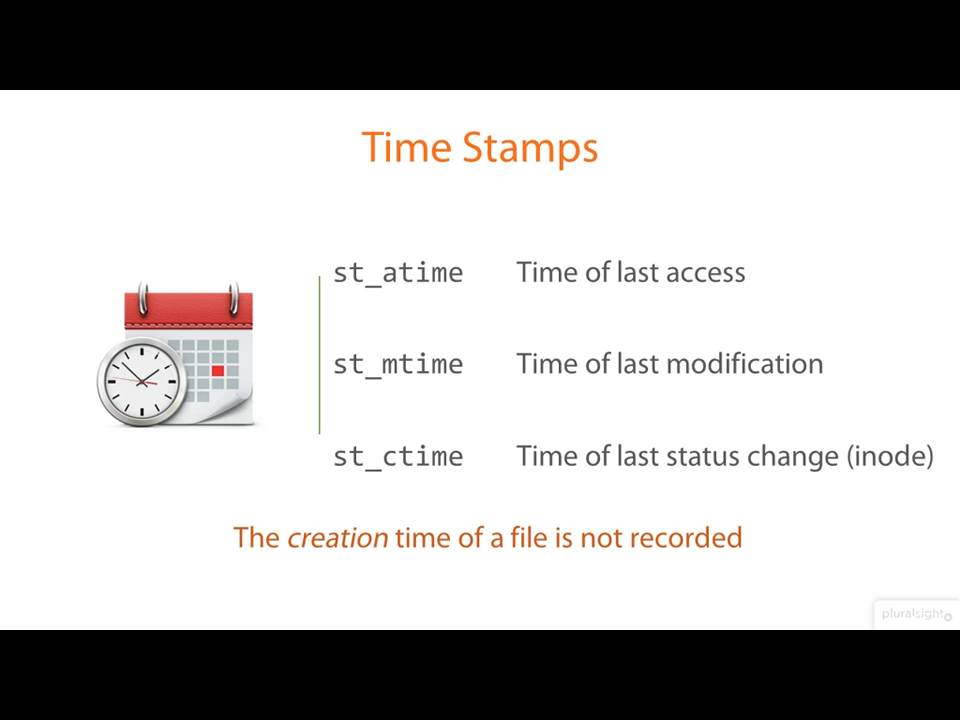 Time Stamps
st_atime Time of last access
st_mtime Time of last modification
st_ctime Time of last status change (inode)
The creation time of a file is not recorded
pluralsight